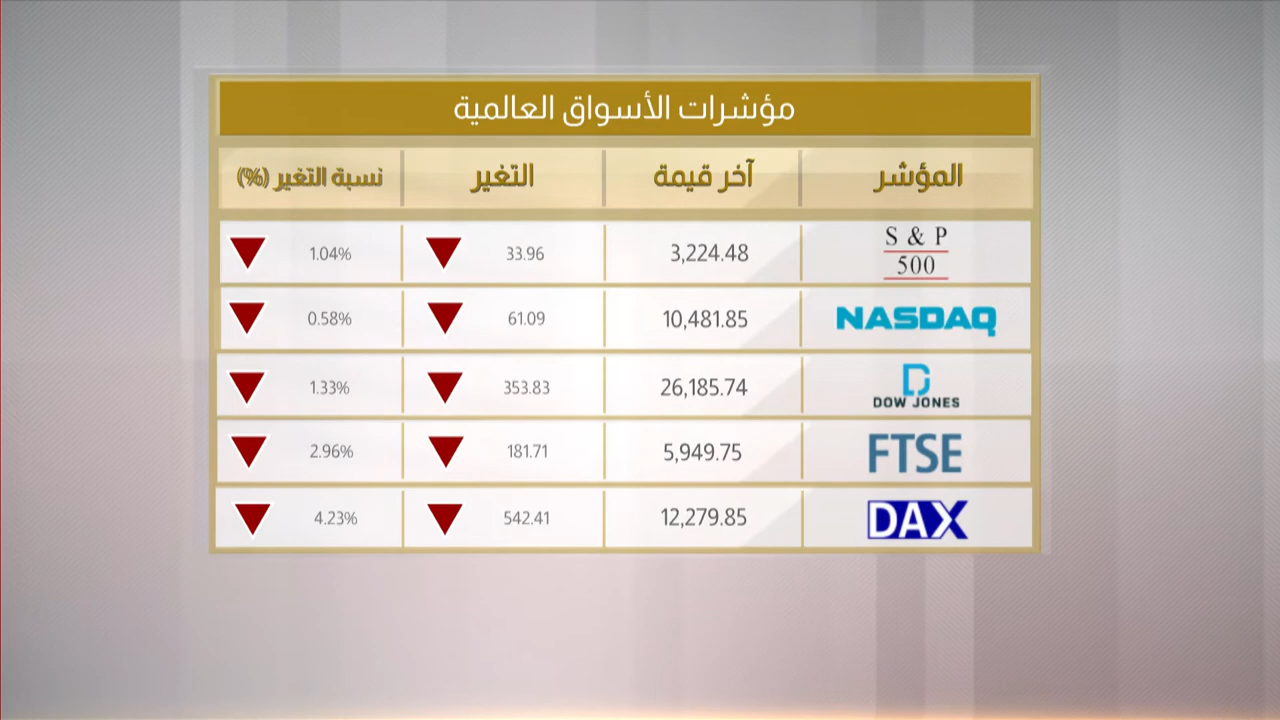 مؤشرات الأسواق العالمية
المؤشر آخر قيمة التغير نسبة التغير (%)
S & P
500 3,224.48 33.96 1.04%
NASDAQ 10,481.85 61.09 0.58%
DOW JONES 26,185.74 353.83 1.33%
FTSE 5,949.75 181.71 2.96%
DAX 12,279.85 542.41 4.23%